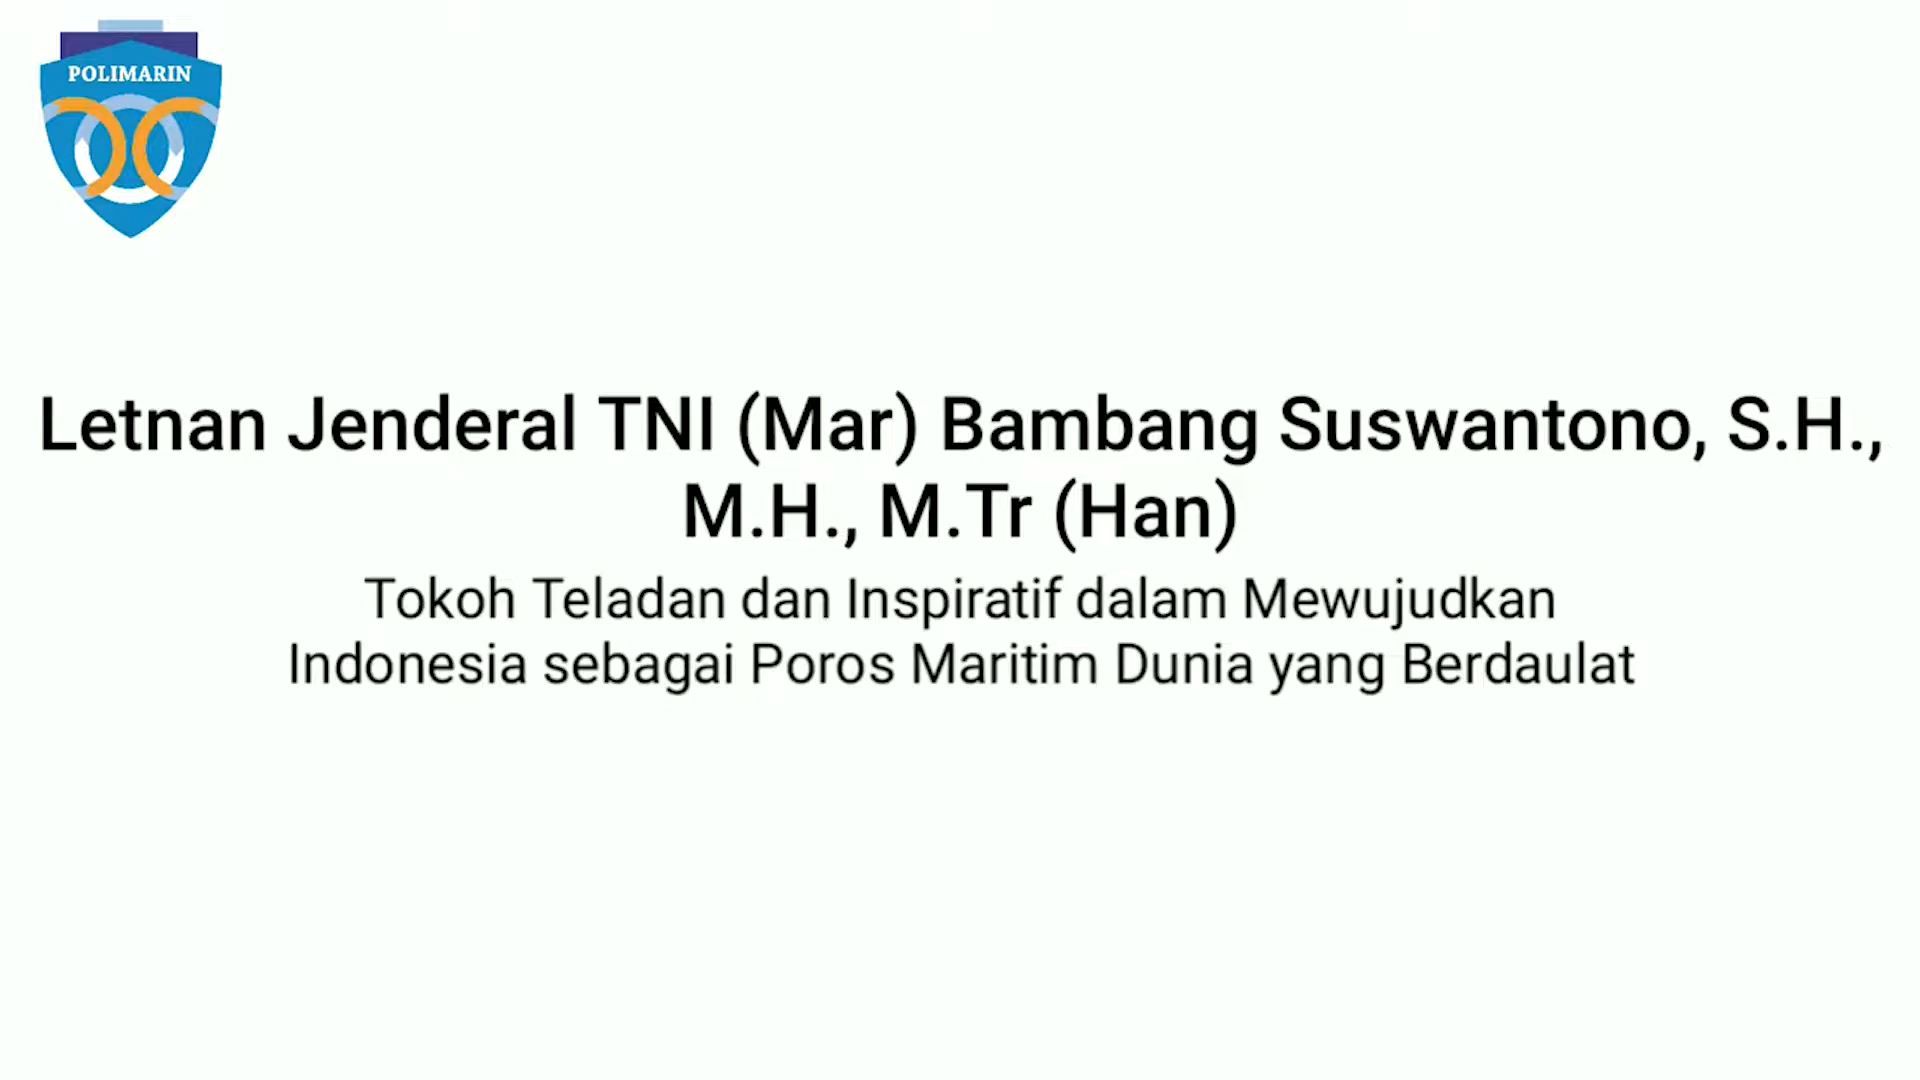 POLIMARIN
Letnan Jenderal TNI (Mar) Bambang Suswantono, S.H.,
M.H., M.Tr (Han)
Tokoh Teladan dan Inspiratif dalam Mewujudkan
Indonesia sebagai Poros Maritim Dunia yang Berdaulat